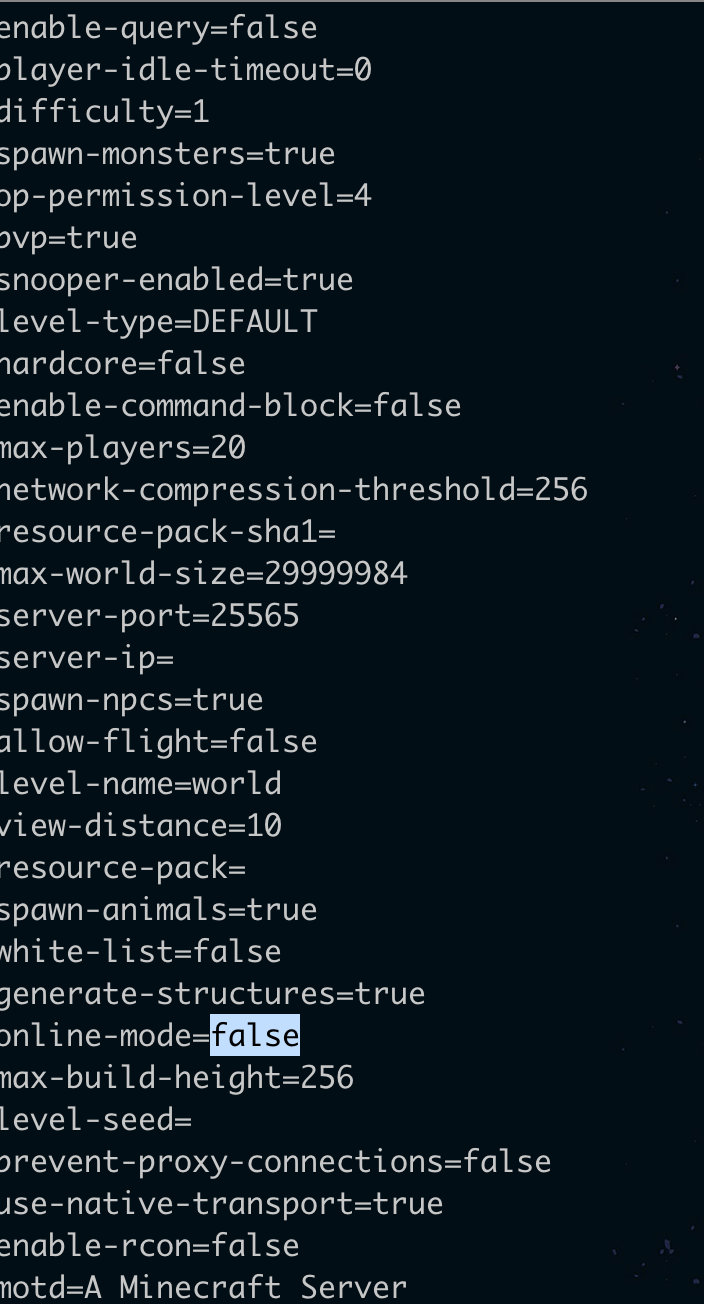 enable-query=false
player-idle-timeout=0
difficulty=1
spawn-monsters=true
op-permission-level=4
pvp=true
snooper-enabled=true
level-type=DEFAULT
hardcore=false
enable-command-block=false
max-players=20
network-compression-threshold=256
resource-pack-sha1=
max-world-size=29999984
server-port=25565
server-ip=
spawn-npcs=true
allow-flight=false
level-name=world
view-distance=10
resource-pack=
spawn-animals=true
white-list=false
generate-structures=true
online-mode=false
max-build-height=256
level-seed=
prevent-proxy-connections=false
use-native-transport=true
enable-rcon=false
motd=A Minecraft Server